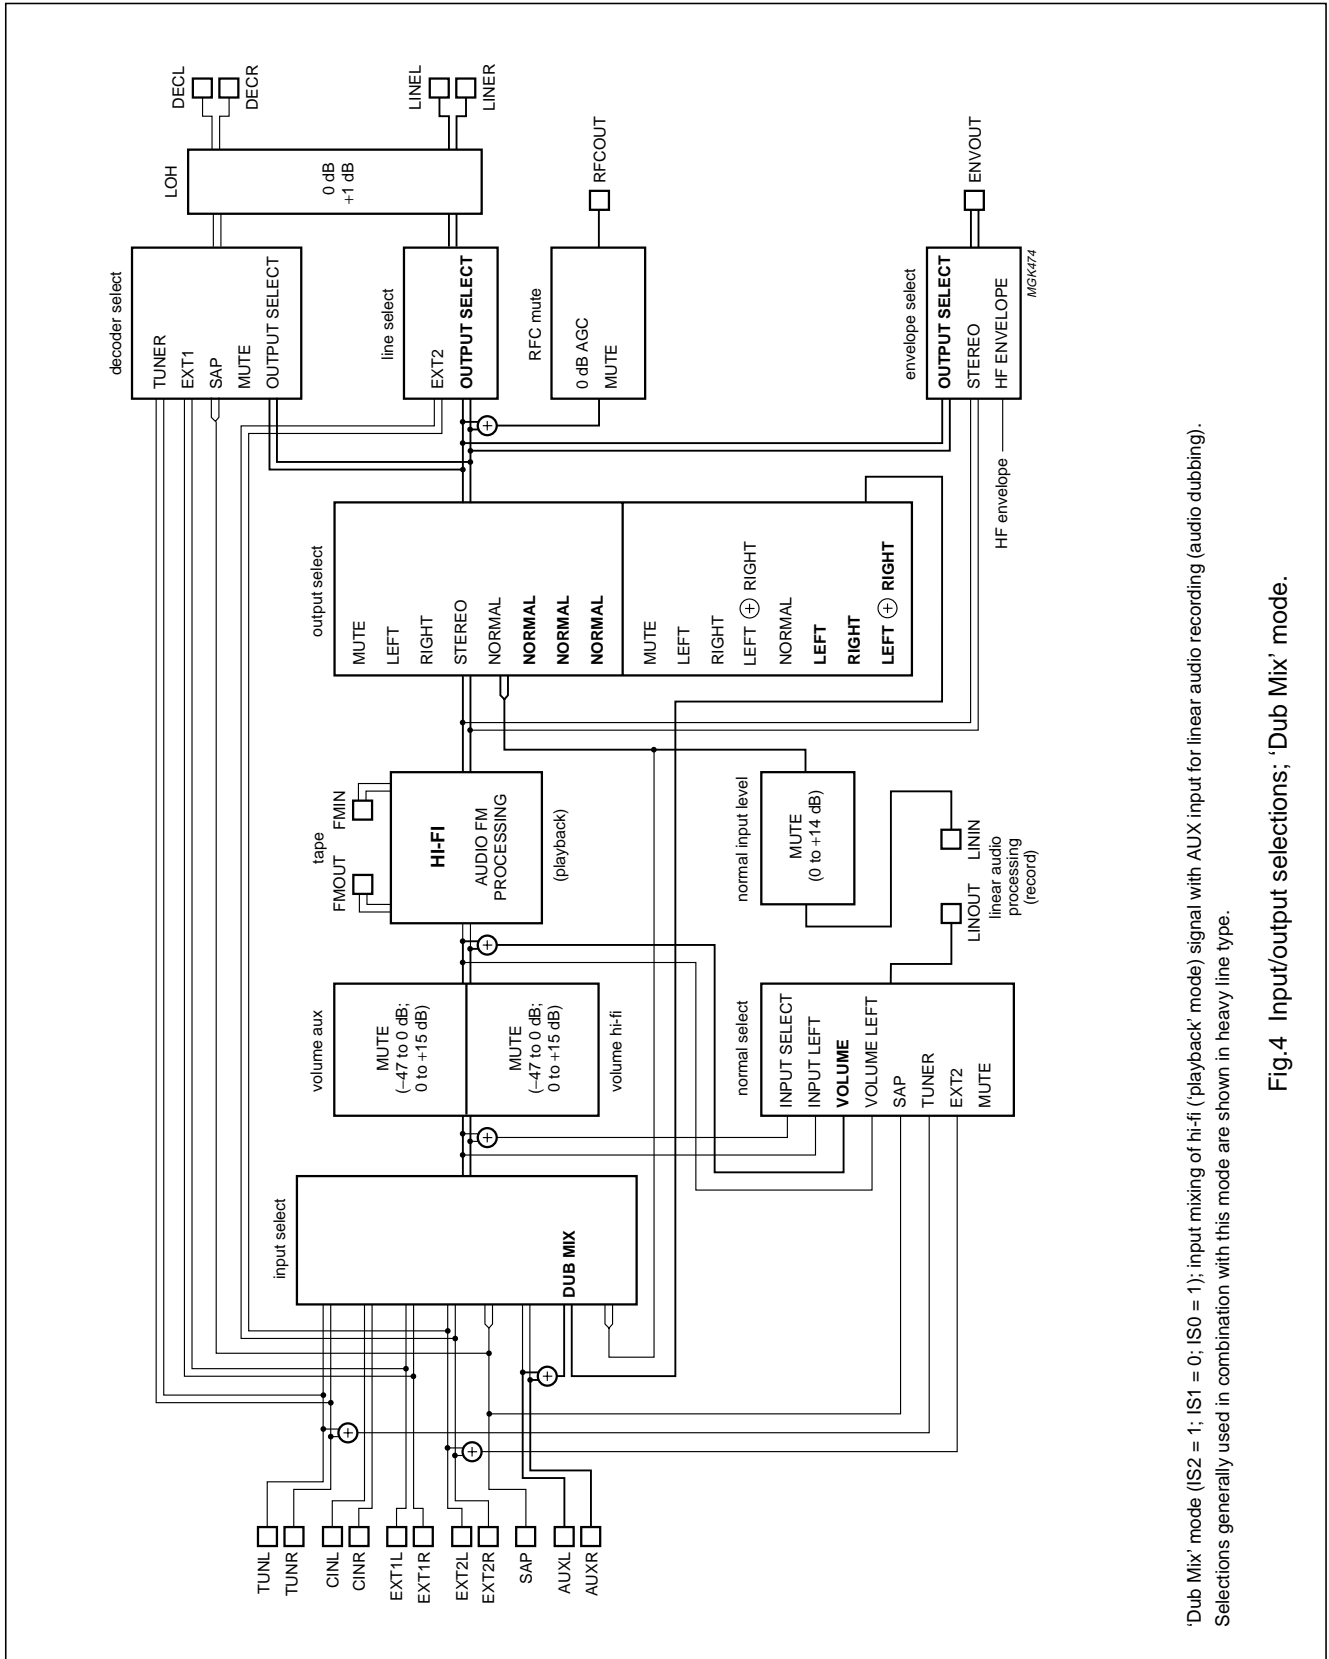 TUNL
TUNR
CINL
CINR
EXT1L
EXT1R
EXT2L
EXT2R
SAP
AUXL
AUXR
input select
DUB MIX
volume aux
MUTE
(−47 to 0 dB;
0 to +15 dB)
MUTE
(−47 to 0 dB;
0 to +15 dB)
volume hi-fi
normal select
INPUT SELECT
INPUT LEFT
VOLUME
VOLUME LEFT
SAP
TUNER
EXT2
MUTE
tape
FMOUT
FMIN
HI-FI
AUDIO FM
PROCESSING
(playback)
normal input level
MUTE
(0 to +14 dB)
LINOUT
LININ
linear audio
processing
(record)
output select
MUTE
LEFT
RIGHT
STEREO
NORMAL
NORMAL
NORMAL
NORMAL
MUTE
LEFT
RIGHT
LEFT + RIGHT
NORMAL
LEFT
RIGHT
LEFT + RIGHT
decoder select
TUNER
EXT1
SAP
MUTE
OUTPUT SELECT
line select
EXT2
OUTPUT SELECT
RFC mute
0 dB AGC
MUTE
envelope select
OUTPUT SELECT
STEREO
HF ENVELOPE
HF envelope
MGK474
LOH
0 dB
+1 dB
DECL
DECR
LINEL
LINER
RFCOUT
ENVOUT
‘Dub Mix’ mode (IS2 = 1; IS1 = 0; IS0 = 1); input mixing of hi-fi (‘playback’ mode) signal with AUX input for linear audio recording (audio dubbing).
Selections generally used in combination with this mode are shown in heavy line type.
Fig.4 Input/output selections; ‘Dub Mix’ mode.